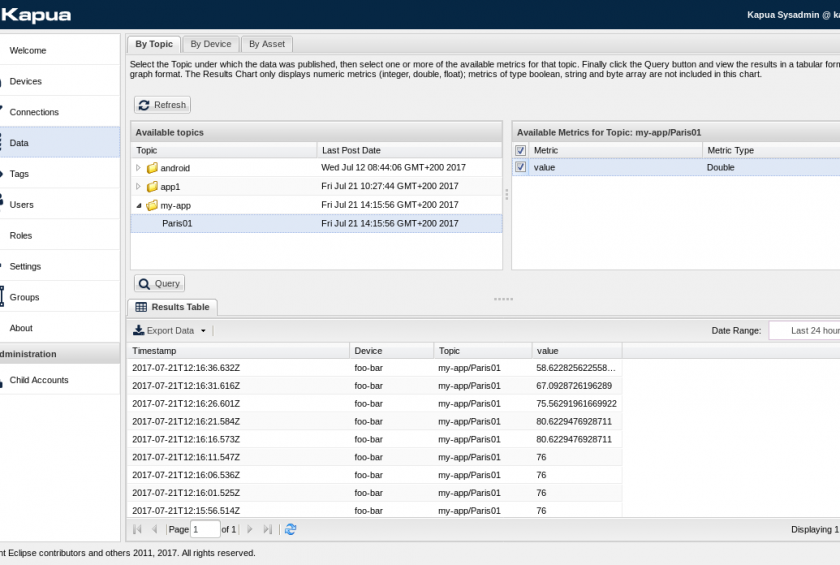 Kapua
Kapua Sysadmin @
Welcome
Devices
Connections
Data
Tags
Users
Roles
Settings
Groups
About
Child Accounts
By Topic By Device By Asset
Select the Topic under which the data was published, then select one or more of the available metrics for that topic. Finally click the Query button and view the results in a tabular
graph format. The Results Chart only displays numeric metrics (integer, double, float); metrics of type boolean, string and byte array are not included in this chart.
Refresh
Available topics
Topic Last Post Date
android Wed Jul 12 08:44:06 GMT+200 2017
app1 Fri Jul 21 10:27:44 GMT+200 2017
my-app Fri Jul 21 14:15:56 GMT+200 2017
Paris01 Fri Jul 21 14:15:56 GMT+200 2017
Available Metrics for Topic: my-app/Paris01
Metric Metric Type
value Double
Query
Results Table
Export Data Date Range: Last 24
Timestamp Device Topic value
2017-07-21T12:16:36.632Z foo-bar my-app/Paris01 58.622825622558...
2017-07-21T12:16:31.616Z foo-bar my-app/Paris01 67.0928726196289
2017-07-21T12:16:26.601Z foo-bar my-app/Paris01 75.56291961669922
2017-07-21T12:16:21.584Z foo-bar my-app/Paris01 80.6229476928711
2017-07-21T12:16:16.573Z foo-bar my-app/Paris01 80.6229476928711
2017-07-21T12:16:11.547Z foo-bar my-app/Paris01 76
2017-07-21T12:16:06.536Z foo-bar my-app/Paris01 76
2017-07-21T12:16:01.525Z foo-bar my-app/Paris01 76
2017-07-21T12:15:56.514Z foo-bar my-app/Paris01 76
Page 1 of 1 Displaying 1
Eclipse contributors and others 2011, 2017. All rights reserved.